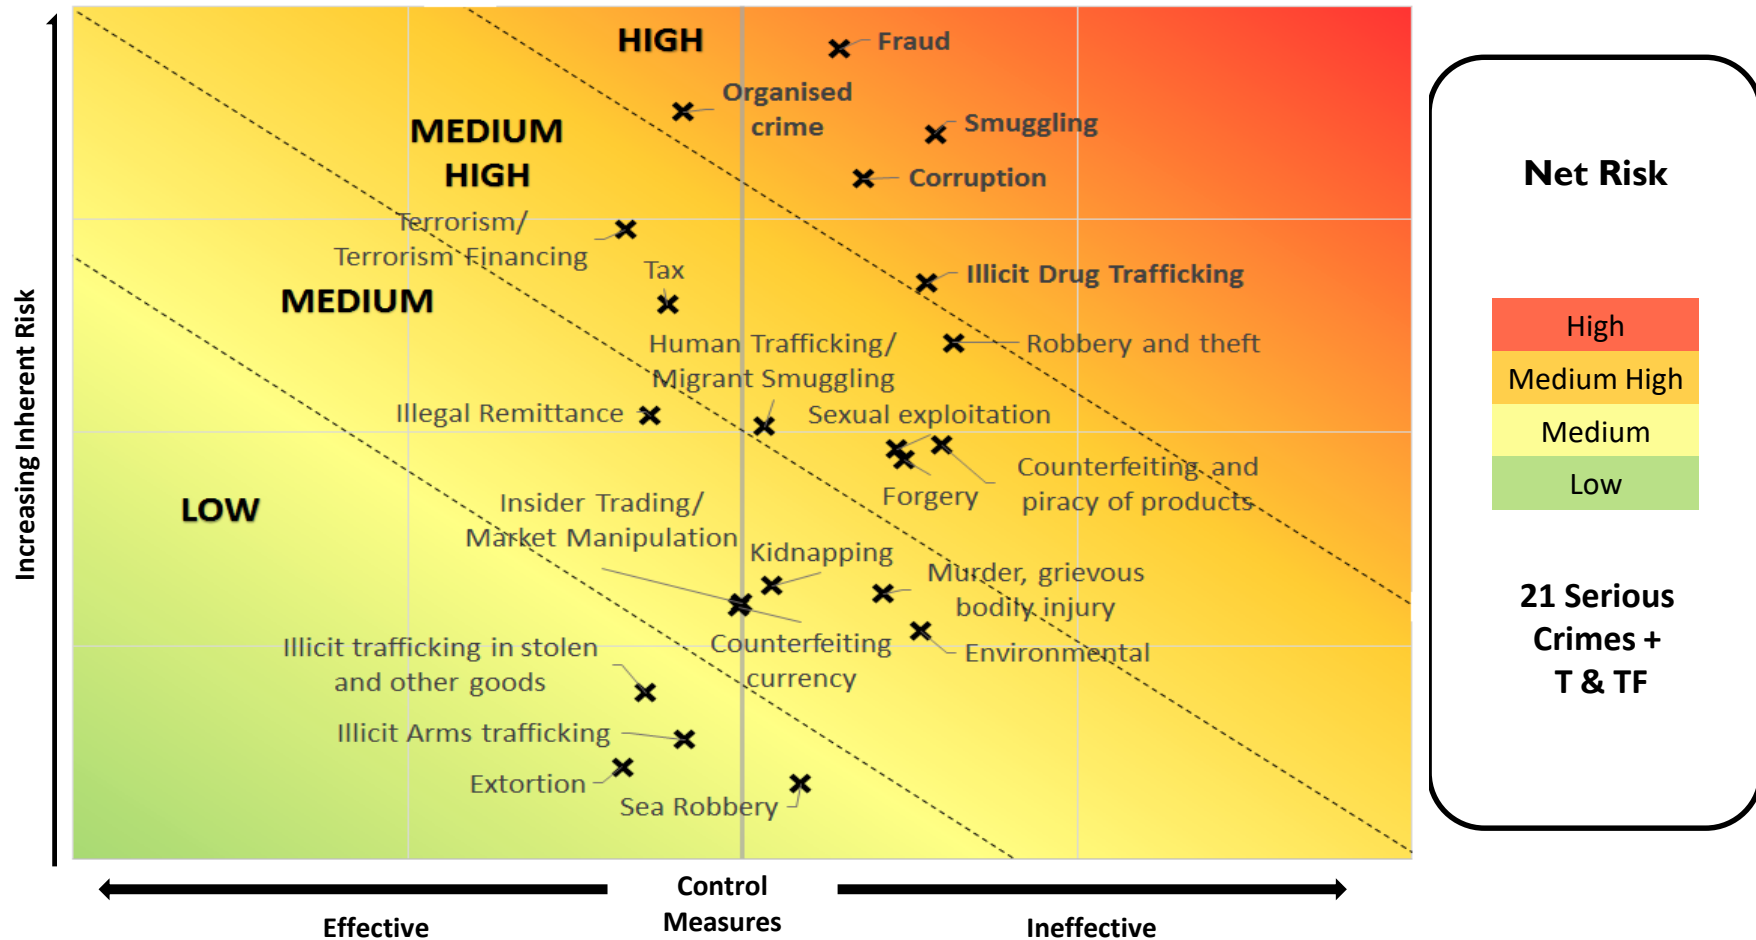 HIGH
Fraud
Organised
crime
Smuggling
MEDIUM
HIGH
Corruption
Terrorism/
Terrorism Financing
Tax
Illicit Drug Trafficking
MEDIUM
Human Trafficking/
Migrant Smuggling
Robbery and theft
Illegal Remittance
Sexual exploitation
Counterfeiting and
piracy of products
Forgery
LOW
Insider Trading/
Market Manipulation
Kidnapping
Murder, grievous
bodily injury
Counterfeiting
currency
Environmental
Illicit trafficking in stolen
and other goods
Illicit Arms trafficking
Extortion
Sea Robbery
Increasing Inherent Risk
Control
Measures
Effective
Ineffective
Net Risk
High
Medium High
Medium
Low
21 Serious
Crimes +
T & TF